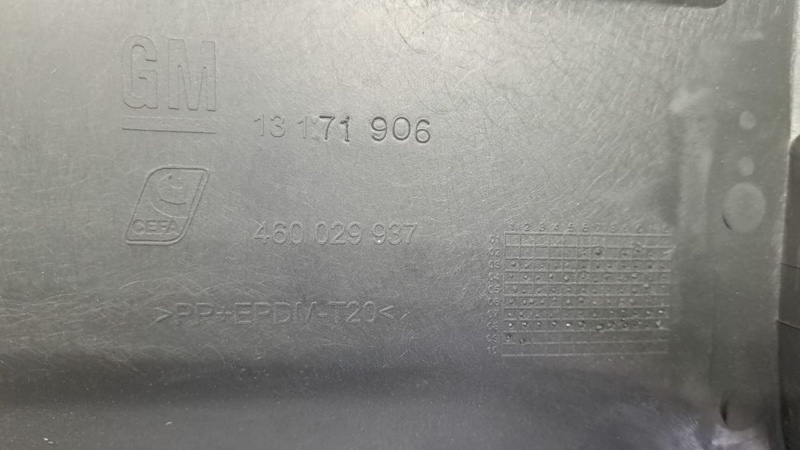 GM
13 171 906
CEFA
460 029 937
>PP+EPDM-T20<